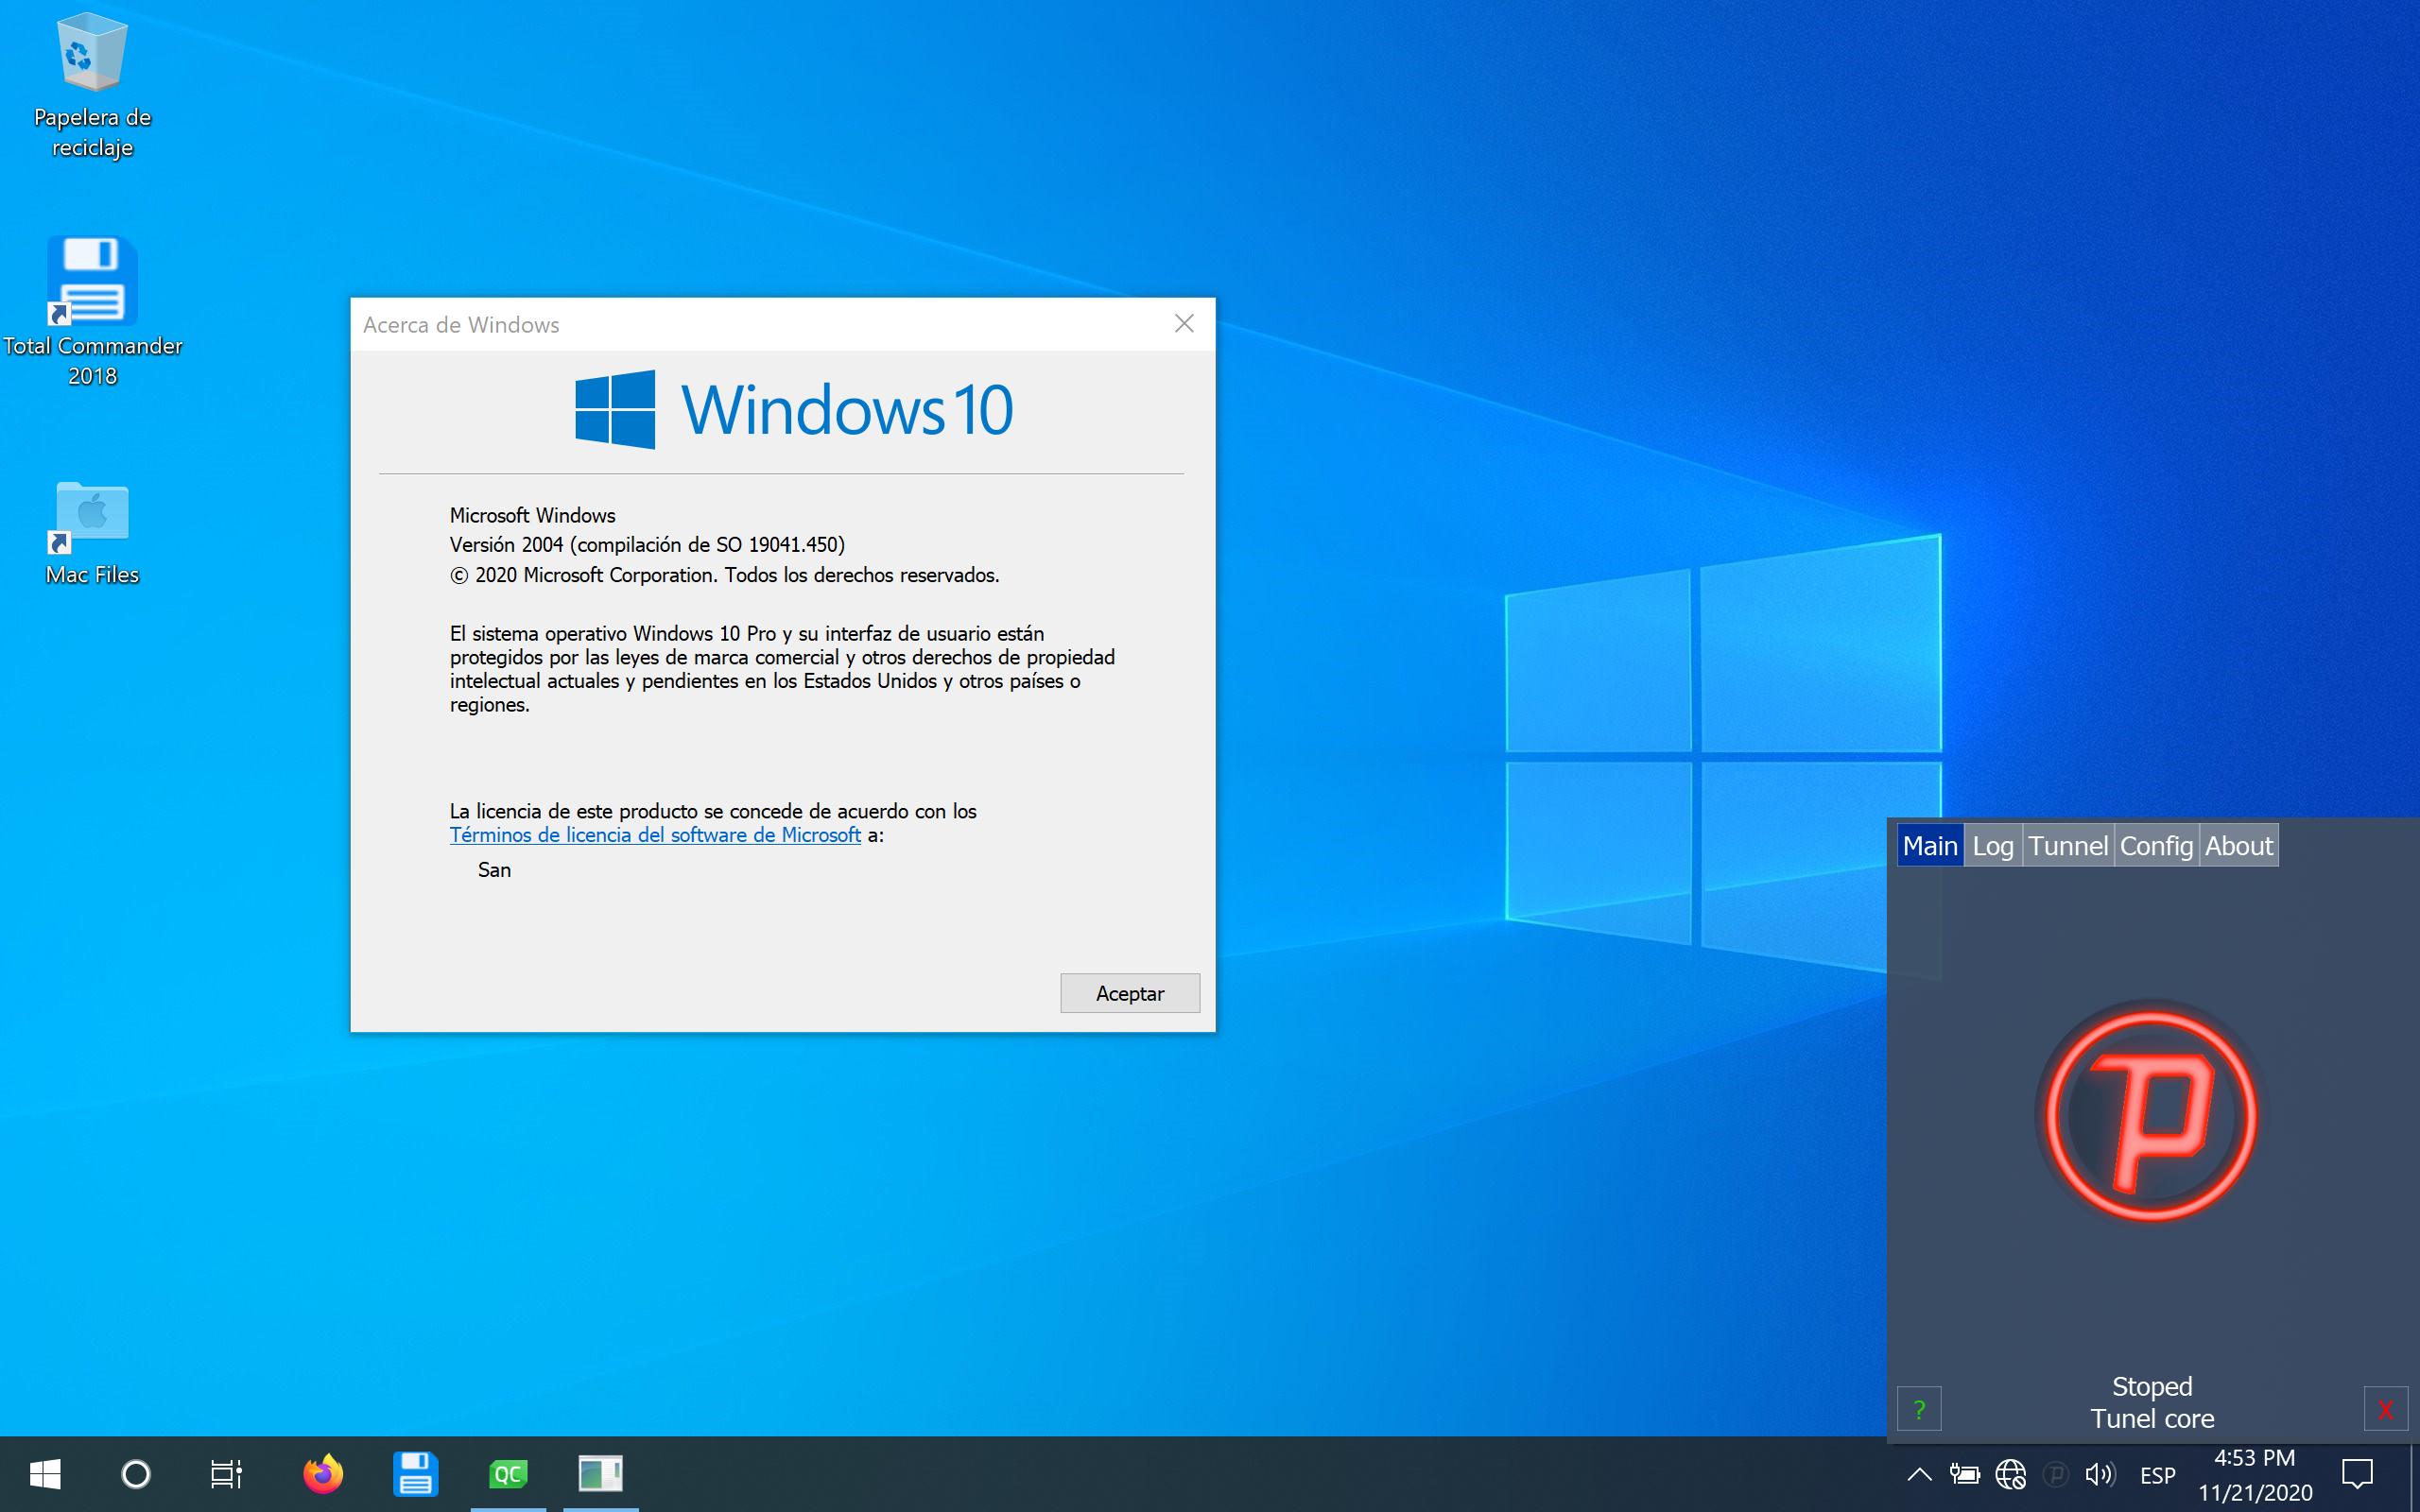 Papelera de
reciclaje
Total Commander
2018
Mac Files
Acerca de Windows
Windows 10
Microsoft Windows
Versión 2004 (compilación de SO 19041.450)
© 2020 Microsoft Corporation. Todos los derechos reservados.
El sistema operativo Windows 10 Pro y su interfaz de usuario están
protegidos por las leyes de marca comercial y otros derechos de propiedad
intelectual actuales y pendientes en los Estados Unidos y otros países o
regiones.
La licencia de este producto se concede de acuerdo con los
Términos de licencia del software de Microsoft a:
San
Aceptar
Main Log Tunnel Config About
P
Stoped
Tunel core
? X
QC
P
ESP
4:53 PM
11/21/2020